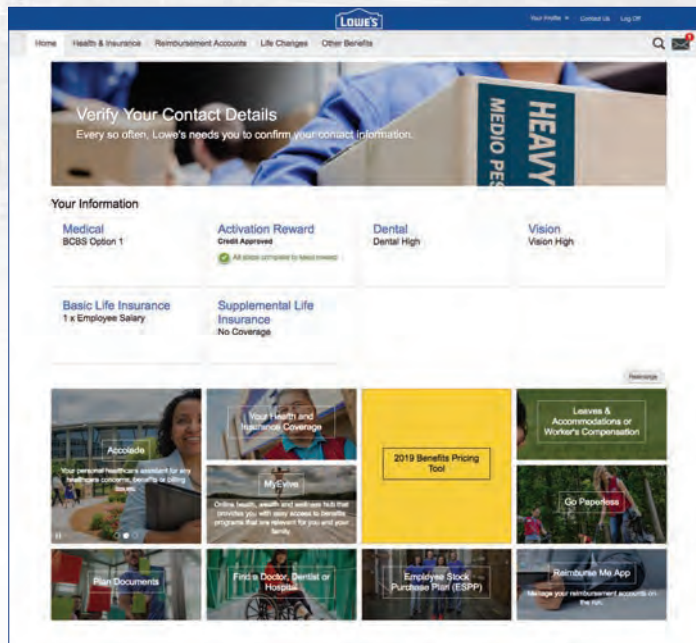 LOWE'S
Your Profile Contact Us Log Off
Home Health & Insurance Reimbursement Accounts Life Changes Other Benefits
Verify Your Contact Details
Every so often, Lowe's needs you to confirm your contact information.
HEAVY
MEDIO PES
Your Information
Medical
BCBS Option 1
Activation Reward
Credit Approved
All steps complete to keep reward
Dental
Dental High
Vision
Vision High
Basic Life Insurance
1 x Employee Salary
Supplemental Life
Insurance
No Coverage
Rearrange
Accolade
Your personal healthcare assistant for any
healthcare concerns, benefits or billing
issues.
Your Health and
Insurance Coverage
MyEvive
Online health, wealth and wellness hub that
provides you with easy access to benefits
programs that are relevant for you and your
family.
2019 Benefits Pricing
Tool
Leaves &
Accommodations or
Worker's Compensation
Go Paperless
Plan Documents
Find a Doctor, Dentist or
Hospital
Employee Stock
Purchase Plan (ESPP)
Reimburse Me App
Manage your reimbursement accounts on
the run.